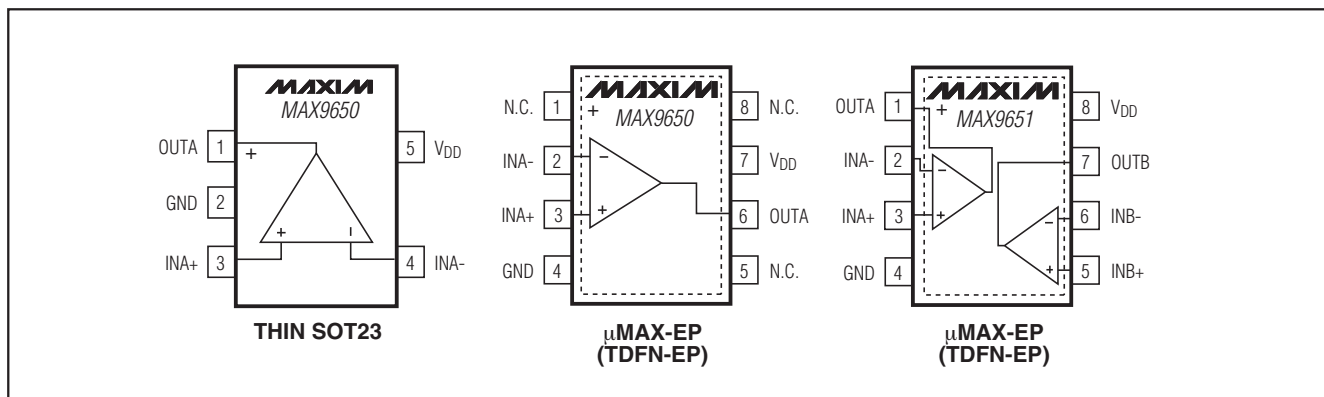 MAXIM
MAX9650
OUTA 1
+
5 VDD
GND 2
+ –
INA+ 3
4 INA-
THIN SOT23
MAXIM
MAX9650
N.C. 1
+
8 N.C.
INA- 2
–
7 VDD
INA+ 3
+
6 OUTA
GND 4
5 N.C.
µMAX-EP
(TDFN-EP)
MAXIM
MAX9651
OUTA 1
+
8 VDD
INA- 2
–
7 OUTB
INA+ 3
+
–
6 INB-
GND 4
+
5 INB+
µMAX-EP
(TDFN-EP)